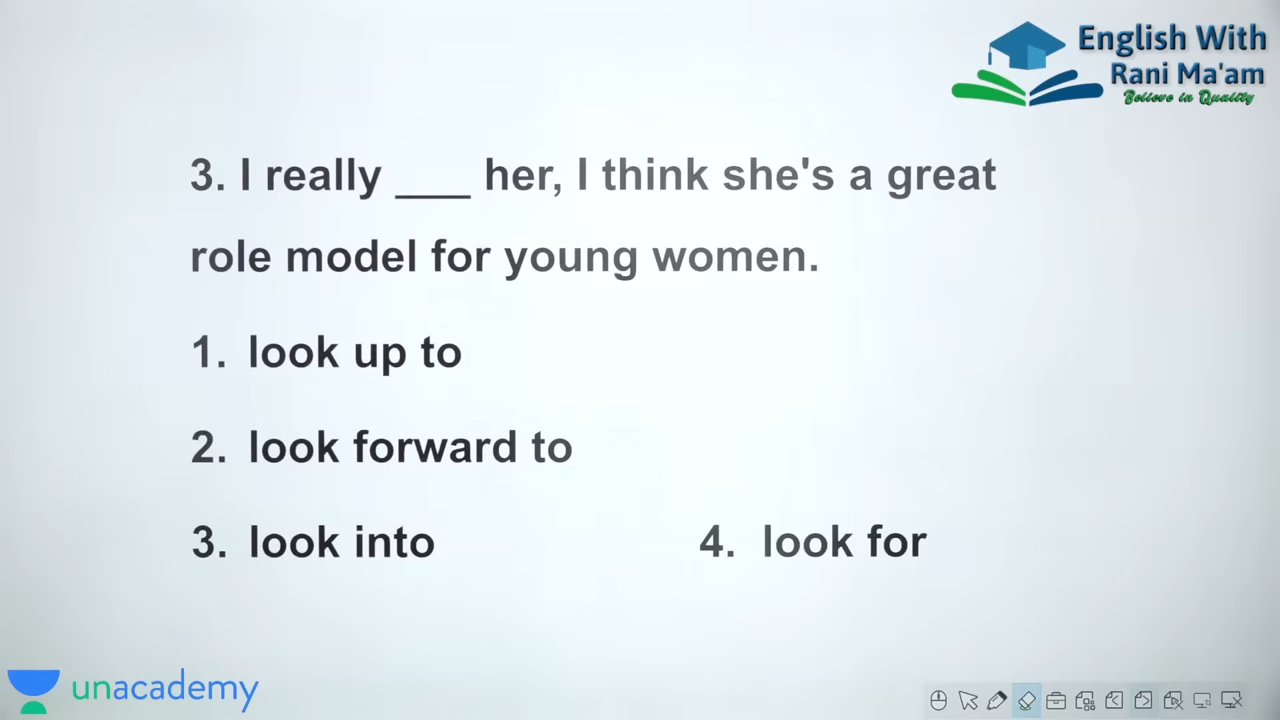 English With
Rani Ma'am
Believe in Quality
3. I really ___ her, I think she's a great
role model for young women.
1. look up to
2. look forward to
3. look into
4. look for
unacademy